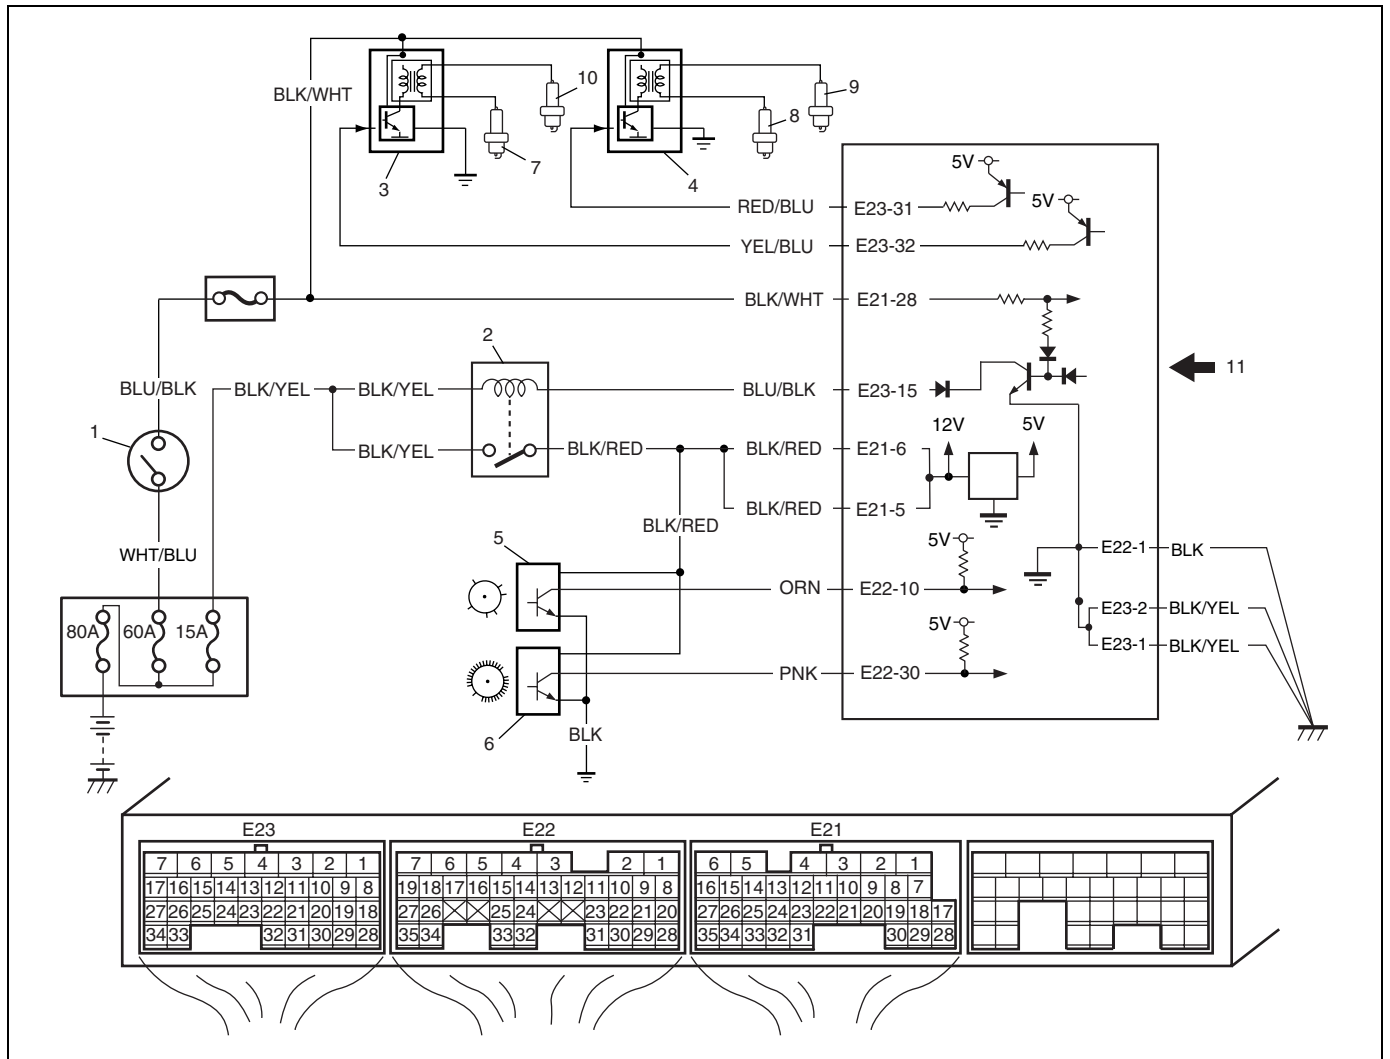 10
9
BLK/WHT
8
7
3
4
5V
5V
RED/BLU E23-31
YEL/BLU E23-32
BLK/WHT E21-28
2
11
BLU/BLK BLK/YEL BLK/YEL BLU/BLK E23-15
1
12V 5V
BLK/YEL BLK/RED BLK/RED E21-6
BLK/RED E21-5
BLK/RED
5
5V
WHT/BLU
E22-1 BLK
ORN E22-10
E23-2 BLK/YEL
80A 60A 15A
5V
E23-1 BLK/YEL
PNK E22-30
6
BLK
E23 E22 E21
7 6 5 4 3 2 1 7 6 5 4 3 2 1 6 5 4 3 2 1
17 16 15 14 13 12 11 10 9 8 19 18 17 16 15 14 13 12 11 10 9 8 16 15 14 13 12 11 10 9 8 7
27 26 25 24 23 22 21 20 19 18 27 26 25 24 23 22 21 20 27 26 25 24 23 22 21 20 19 18 17
34 33 32 31 30 29 28 35 34 33 32 31 30 29 28 35 34 33 32 31 30 29 28